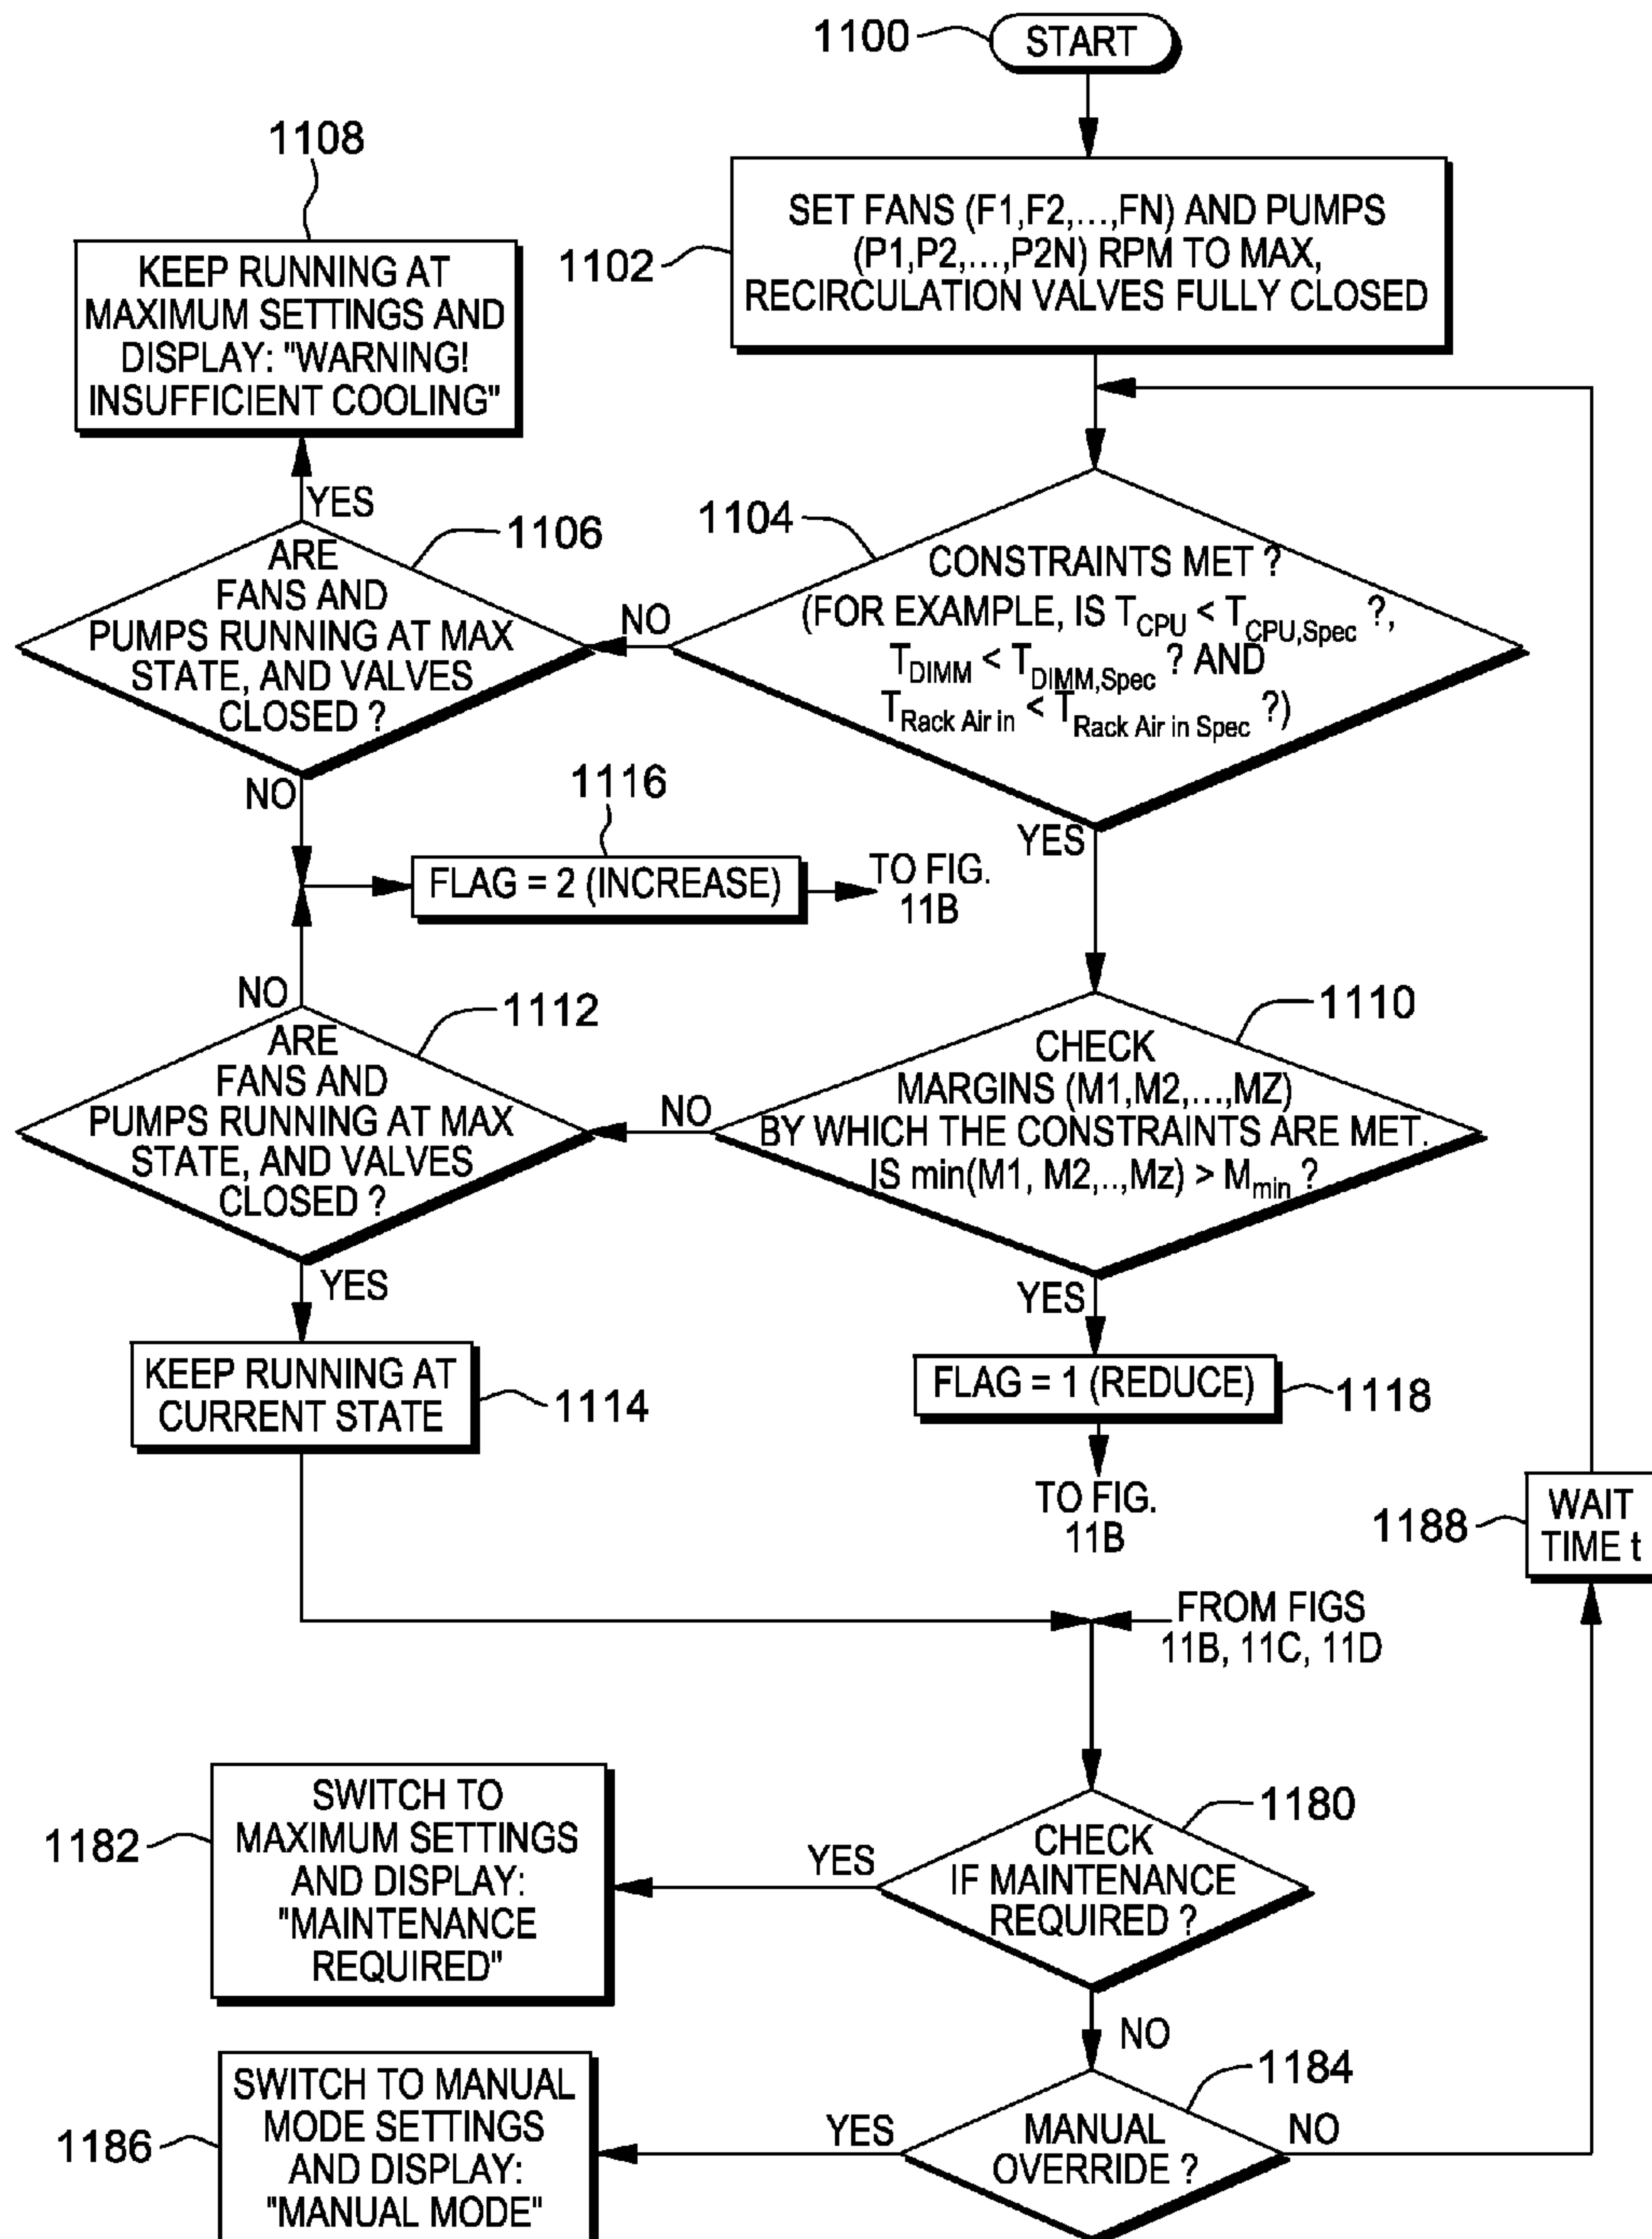 1100
START
1108
SET FANS (F1,F2,...,FN) AND PUMPS
(P1,P2,...,P2N) RPM TO MAX,
RECIRCULATION VALVES FULLY CLOSED
1102
KEEP RUNNING AT
MAXIMUM SETTINGS AND
DISPLAY: "WARNING!
INSUFFICIENT COOLING"
YES
1106
1104
ARE
FANS AND
PUMPS RUNNING AT MAX
STATE, AND VALVES
CLOSED ?
NO
CONSTRAINTS MET ?
(FOR EXAMPLE, IS T_CPU < T_CPU,Spec ?,
T_DIMM < T_DIMM,Spec ? AND
T_Rack Air in < T_Rack Air in Spec ?)
NO
1116
YES
FLAG = 2 (INCREASE)
TO FIG.
11B
NO
1112
1110
ARE
FANS AND
PUMPS RUNNING AT MAX
STATE, AND VALVES
CLOSED ?
NO
CHECK
MARGINS (M1,M2,...,MZ)
BY WHICH THE CONSTRAINTS ARE MET.
IS min(M1, M2,..,Mz) > M_min ?
YES
YES
KEEP RUNNING AT
CURRENT STATE
1114
FLAG = 1 (REDUCE)
1118
TO FIG.
11B
1188
WAIT
TIME t
FROM FIGS
11B, 11C, 11D
1182
SWITCH TO
MAXIMUM SETTINGS
AND DISPLAY:
"MAINTENANCE
REQUIRED"
YES
1180
CHECK
IF MAINTENANCE
REQUIRED ?
NO
1184
1186
SWITCH TO MANUAL
MODE SETTINGS
AND DISPLAY:
"MANUAL MODE"
YES
MANUAL
OVERRIDE ?
NO